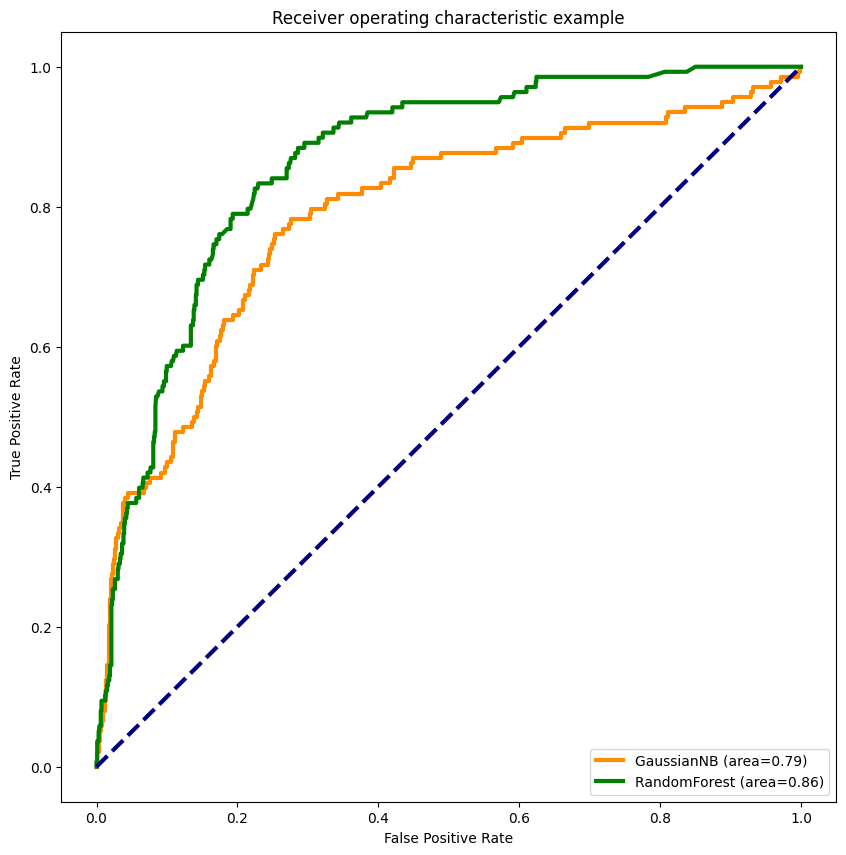 Receiver operating characteristic example
True Positive Rate
1.0
0.8
0.6
0.4
0.2
0.0
0.0 0.2 0.4 0.6 0.8 1.0
False Positive Rate
GaussianNB (area=0.79)
RandomForest (area=0.86)